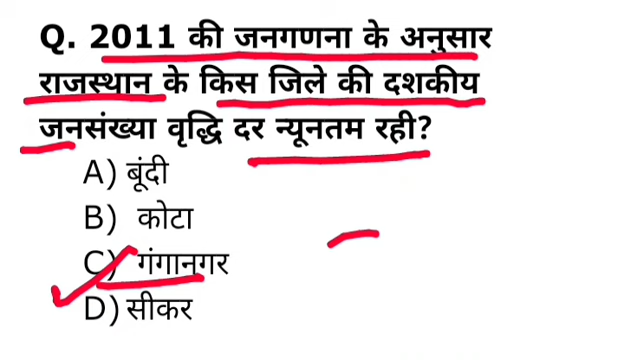 Q. 2011 की जनगणना के अनुसार
राजस्थान के किस जिले की दशकीय
जनसंख्या वृद्धि दर न्यूनतम रही?
A) बूंदी
B) कोटा
C) गंगानगर
D) सीकर